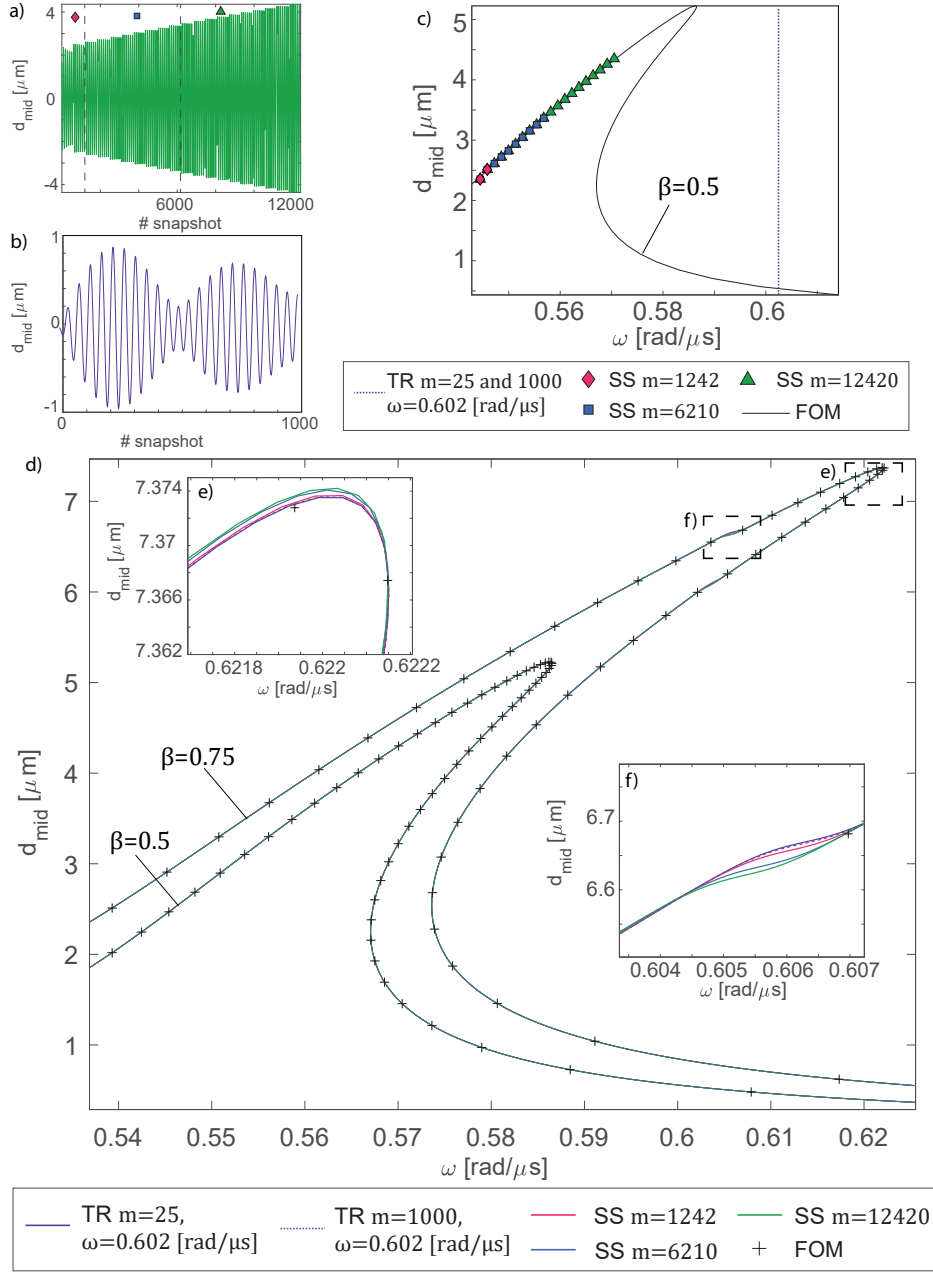 a)
4
0
-4
d_mid [μm]
6000
12000
# snapshot
b)
1
0
-1
d_mid [μm]
0
1000
# snapshot
c)
5
4
3
2
1
d_mid [μm]
β=0.5
0.56
0.58
0.6
ω [rad/μs]
TR m=25 and 1000
ω=0.602 [rad/μs]
SS m=1242
SS m=12420
SS m=6210
FOM
d)
7
6
5
4
3
2
1
d_mid [μm]
e)
7.374
7.37
7.366
7.362
d_mid [μm]
0.6218
0.622
0.6222
ω [rad/μs]
e)
f)
β=0.75
β=0.5
f)
6.7
6.6
d_mid [μm]
0.604
0.605
0.606
0.607
ω [rad/μs]
0.54
0.55
0.56
0.57
0.58
0.59
0.6
0.61
0.62
ω [rad/μs]
TR m=25,
ω=0.602 [rad/μs]
TR m=1000,
ω=0.602 [rad/μs]
SS m=1242
SS m=12420
SS m=6210
FOM